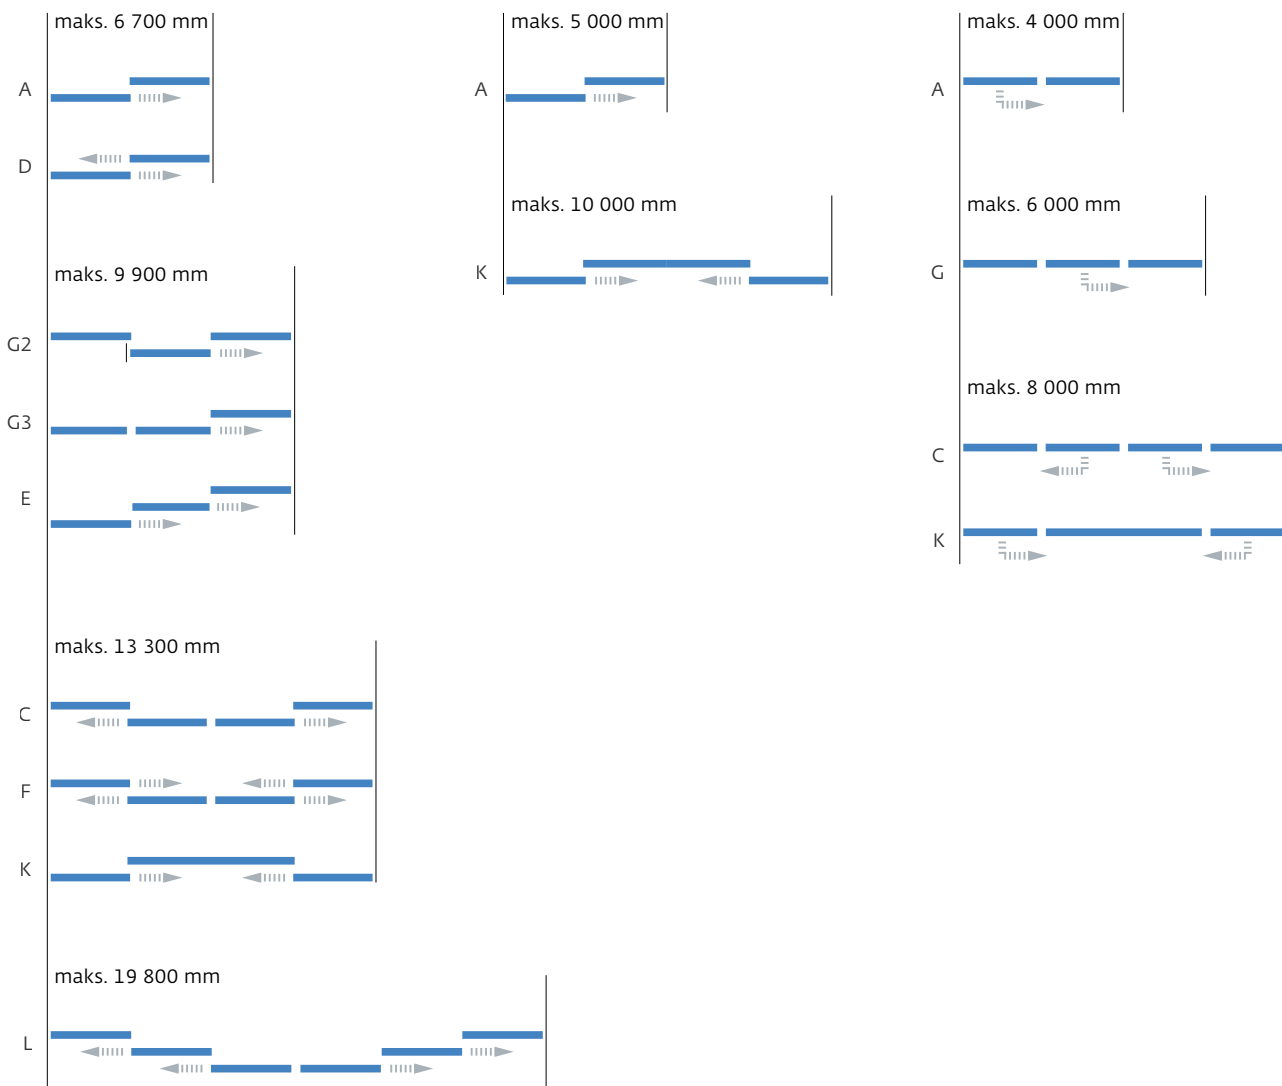 maks. 6 700 mm
A
D
maks. 9 900 mm
G2
G3
E
maks. 13 300 mm
C
F
K
maks. 19 800 mm
L
maks. 5 000 mm
A
maks. 10 000 mm
K
maks. 4 000 mm
A
maks. 6 000 mm
G
maks. 8 000 mm
C
K